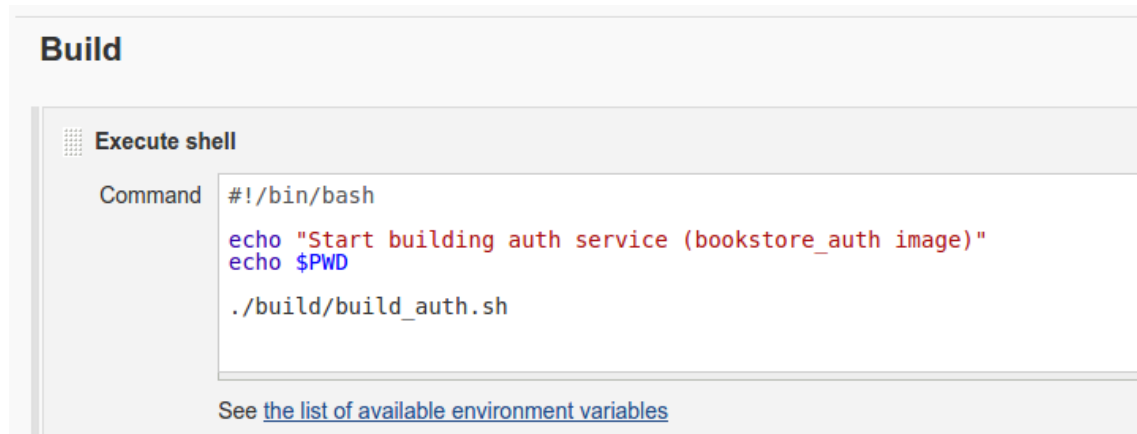 Build
Execute shell
Command
#!/bin/bash
echo "Start building auth service (bookstore_auth image)"
echo $PWD
./build/build_auth.sh
See the list of available environment variables